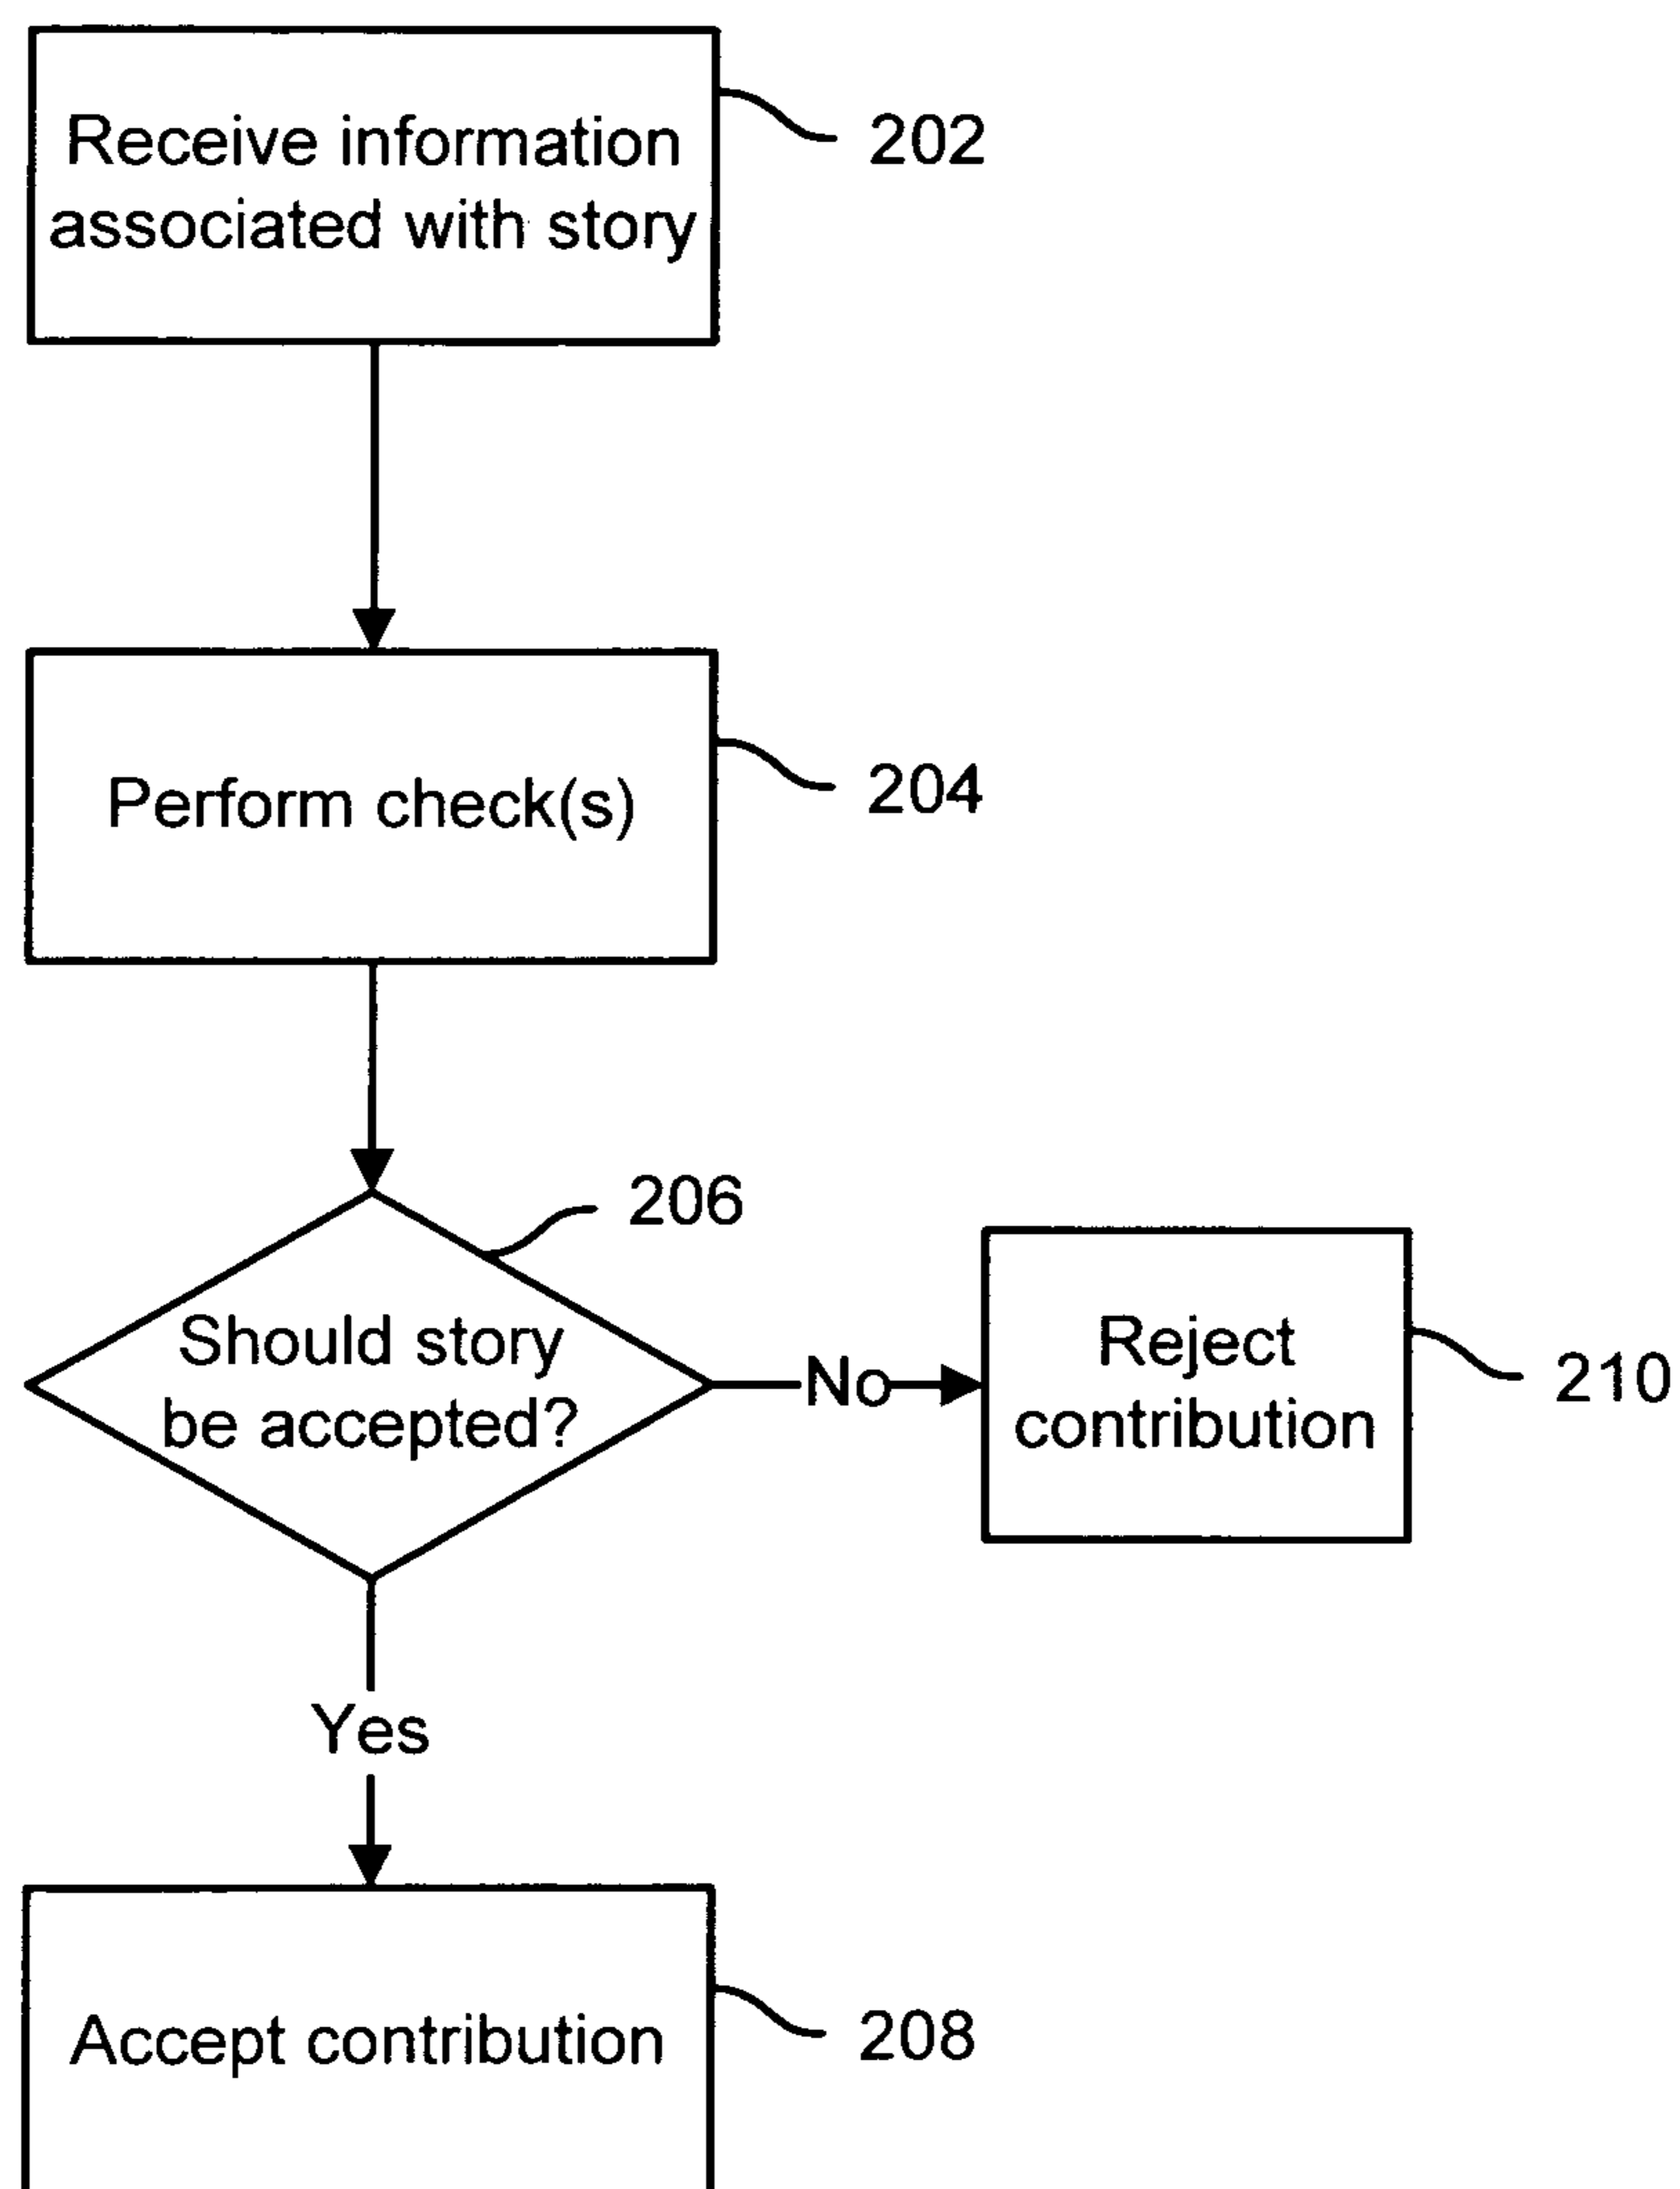 Receive information
associated with story
202
Perform check(s)
204
206
Should story
be accepted?
No
Reject
contribution
210
Yes
Accept contribution
208